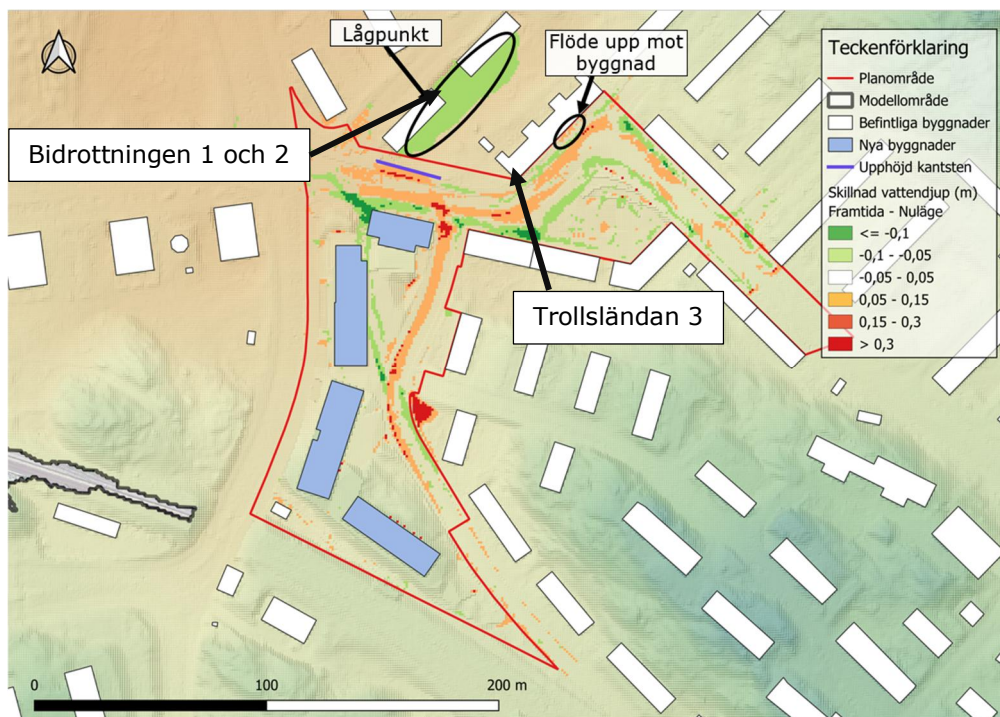 Lågpunkt
Flöde upp mot
byggnad
Bidrottningen 1 och 2
Trollsländan 3
Teckenförklaring
Planområde
Modellområde
Befintliga byggnader
Nya byggnader
Upphöjd kantsten
Skillnad vattendjup (m)
Framtida - Nuläge
<= -0,1
-0,1 - -0,05
-0,05 - 0,05
0,05 - 0,15
0,15 - 0,3
> 0,3
0 100 200 m